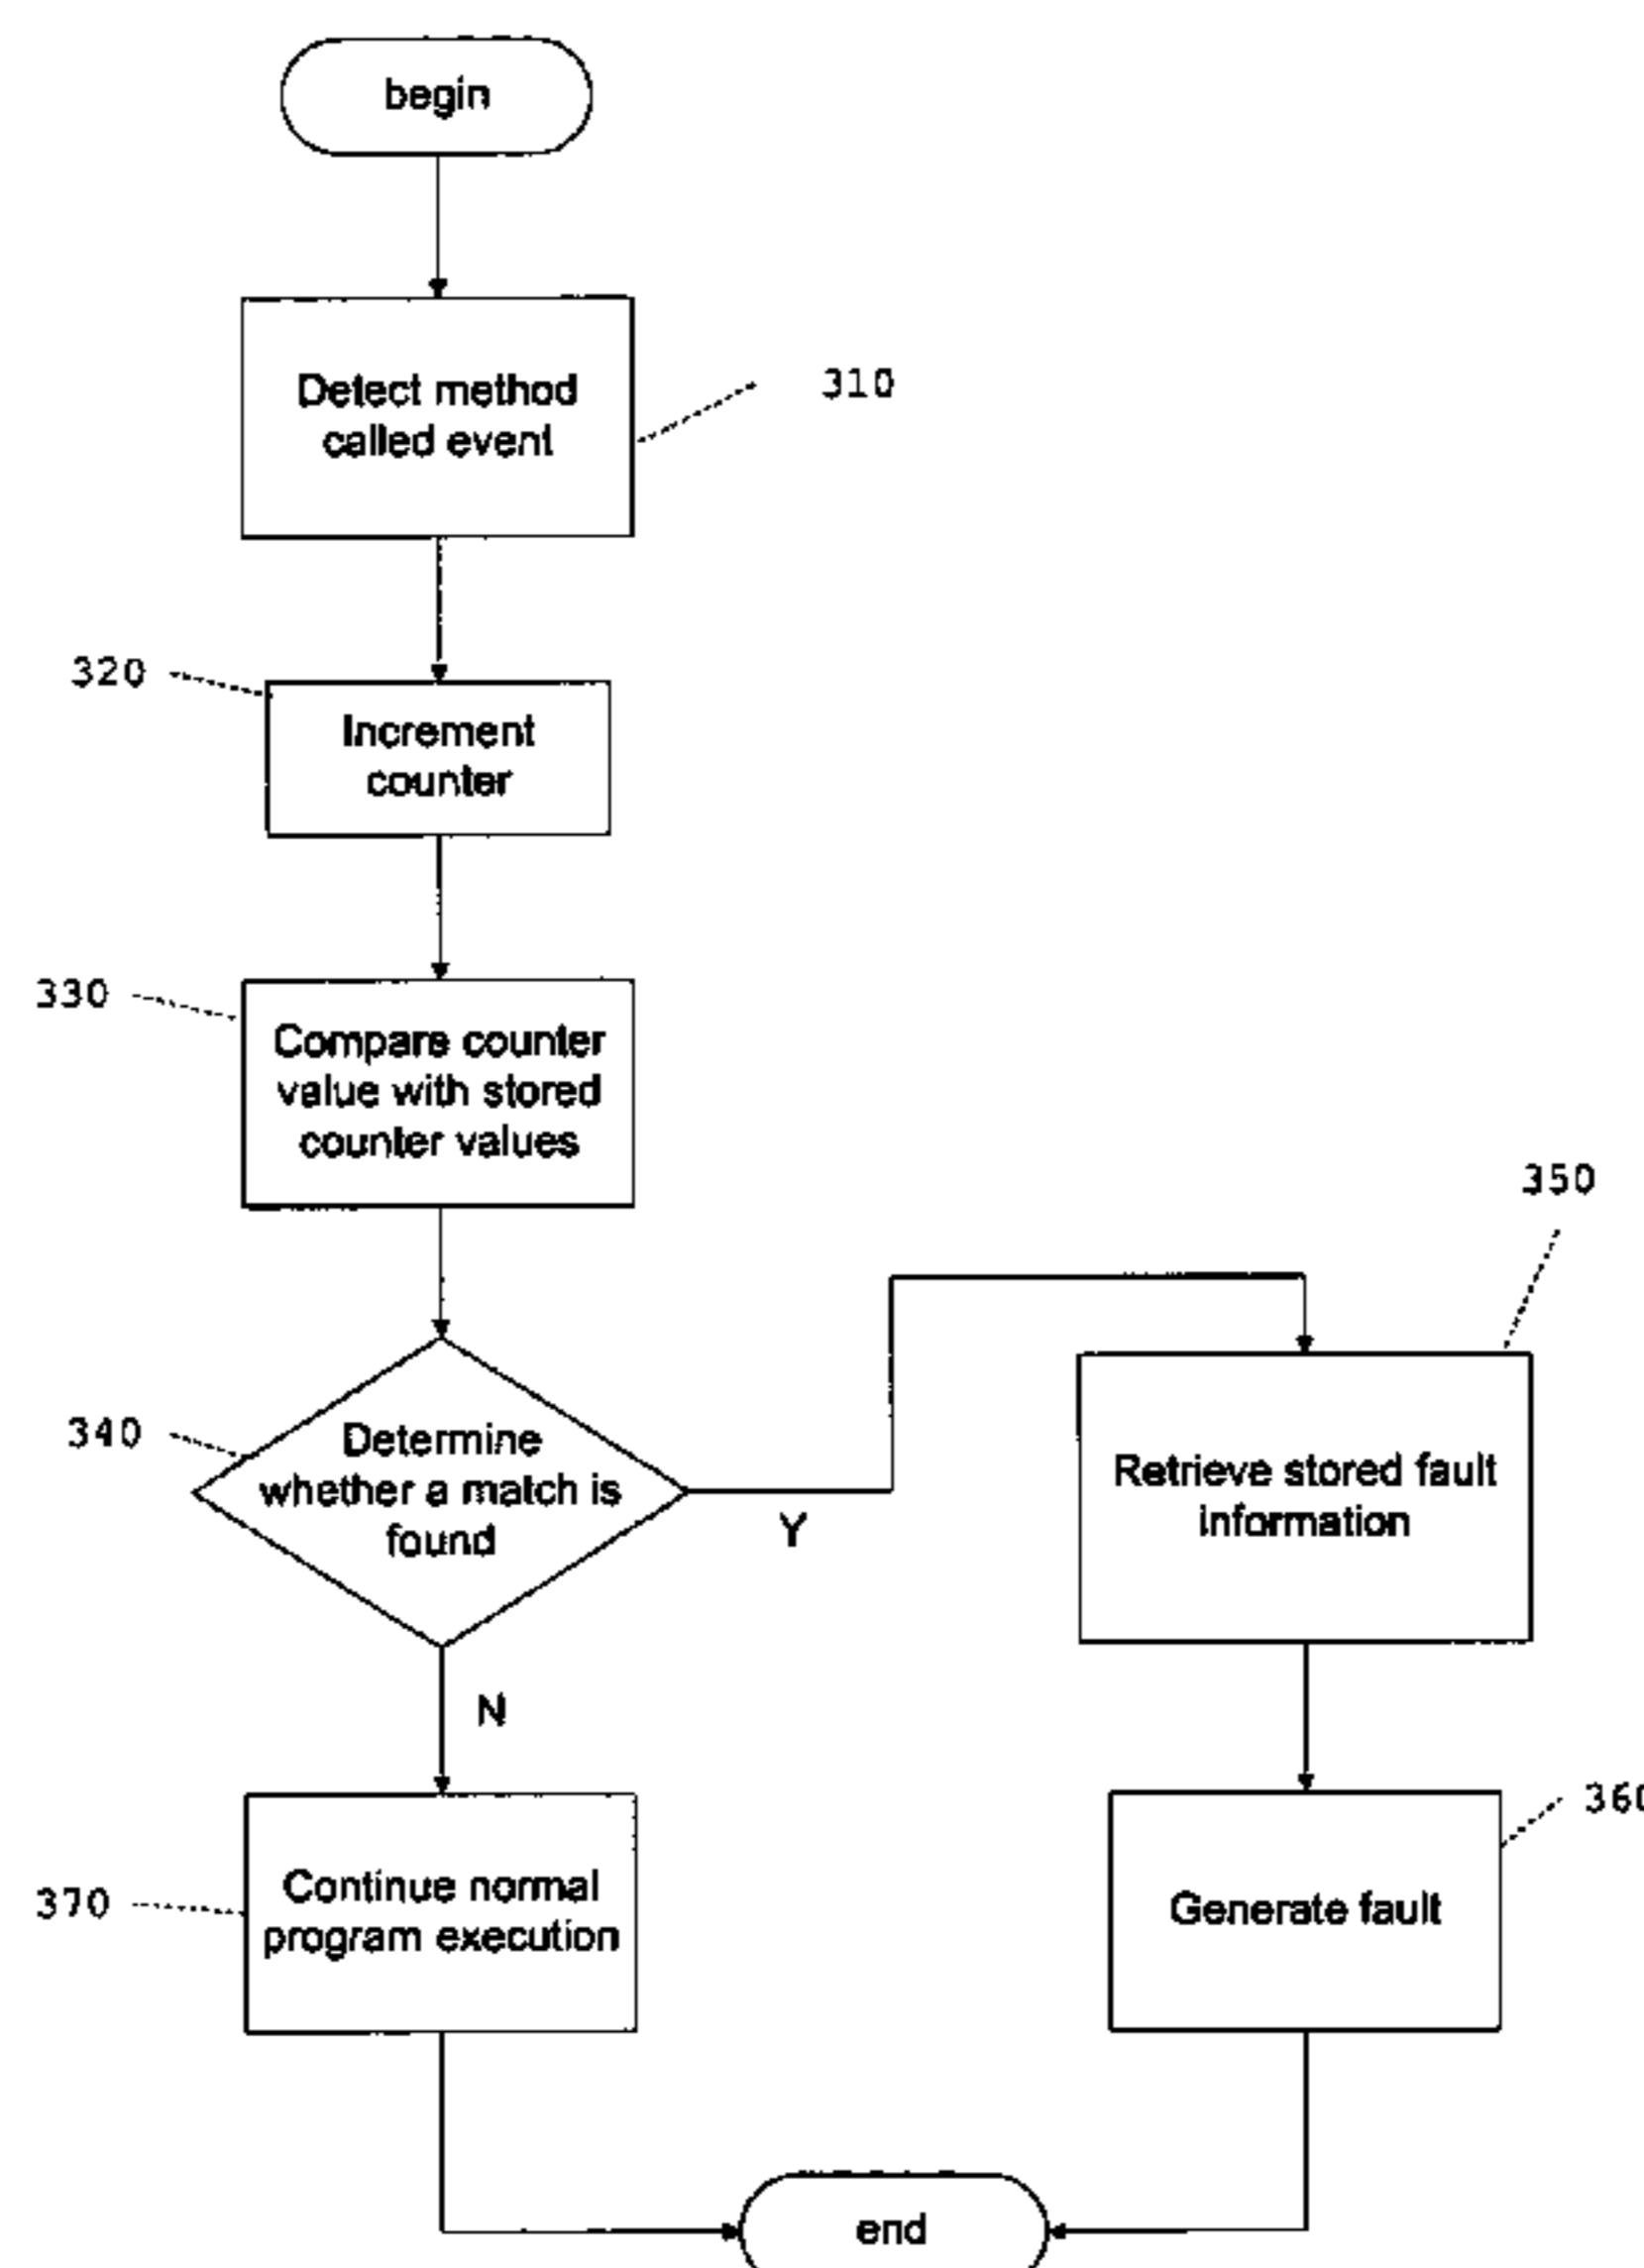 begin
Detect method
called event
310
320
Increment
counter
330
Compare counter
value with stored
counter values
340
Determine
whether a match is
found
Y
N
350
Retrieve stored fault
information
360
Generate fault
370
Continue normal
program execution
end